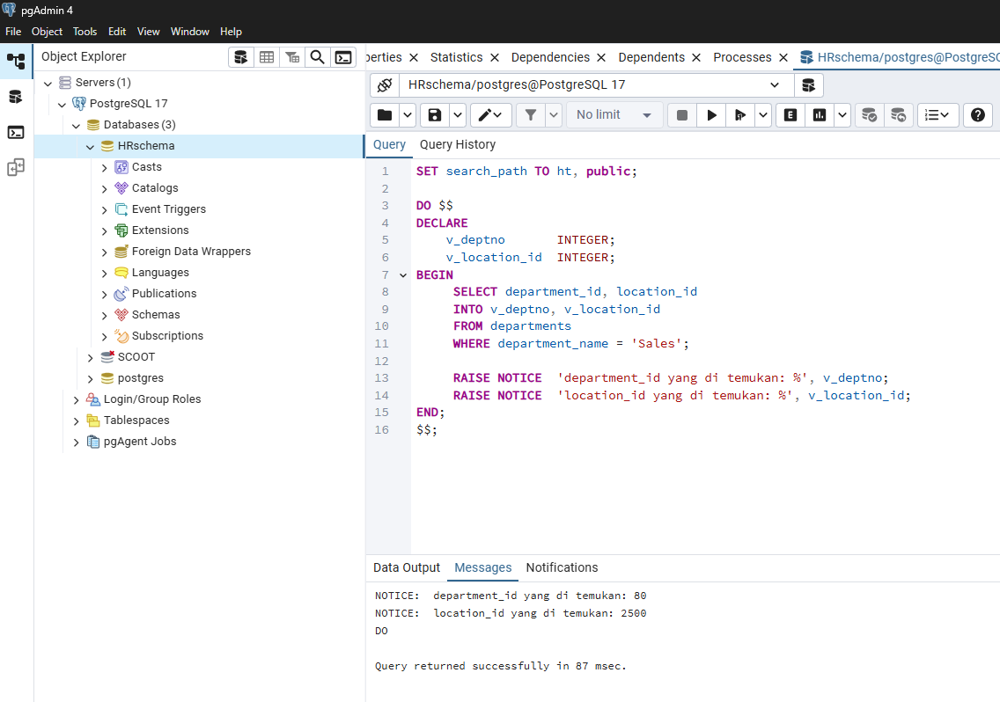 pgAdmin 4
File Object Tools Edit View Window Help
Object Explorer
perties Statistics Dependencies Dependents Processes HRschema/postgres@PostgreSQ
Servers (1)
PostgreSQL 17
Databases (3)
HRschema
Casts
Catalogs
Event Triggers
Extensions
Foreign Data Wrappers
Languages
Publications
Schemas
Subscriptions
SCOOT
postgres
Login/Group Roles
Tablespaces
pgAgent Jobs
HRschema/postgres@PostgreSQL 17
No limit
E
Query Query History
1 SET search_path TO ht, public;
2
3 DO $$
4 DECLARE
5 v_deptno INTEGER;
6 v_location_id INTEGER;
7 BEGIN
8 SELECT department_id, location_id
9 INTO v_deptno, v_location_id
10 FROM departments
11 WHERE department_name = 'Sales';
12
13 RAISE NOTICE 'department_id yang di temukan: %', v_deptno;
14 RAISE NOTICE 'location_id yang di temukan: %', v_location_id;
15 END;
16 $$;
Data Output Messages Notifications
NOTICE: department_id yang di temukan: 80
NOTICE: location_id yang di temukan: 2500
DO
Query returned successfully in 87 msec.